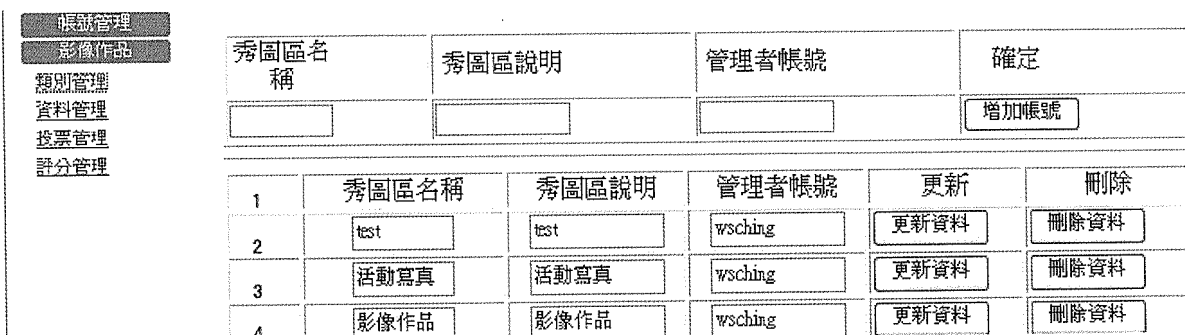 帳號管理
影像作品
類別管理
資料管理
投票管理
評分管理
秀圖區名稱 秀圖區說明 管理者帳號 確定
增加帳號
1 秀圖區名稱 秀圖區說明 管理者帳號 更新 刪除
2 test test wsching 更新資料 刪除資料
3 活動寫真 活動寫真 wsching 更新資料 刪除資料
4 影像作品 影像作品 wsching 更新資料 刪除資料